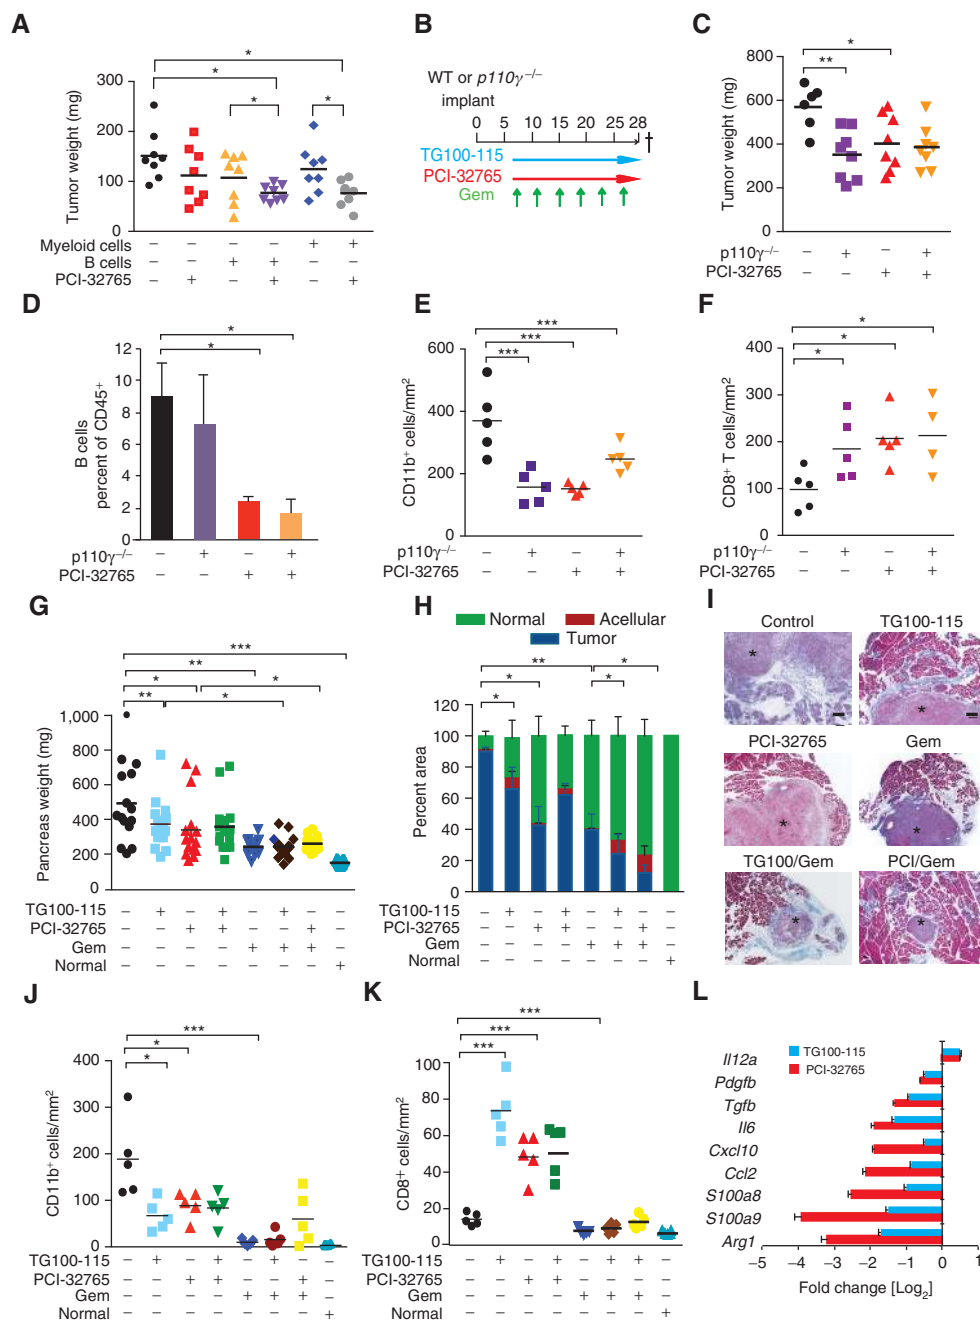 A
Tumor weight (mg)
300
200
100
0
*
*
*
*
Myeloid cells – – – – + +
B cells – – + + – –
PCI-32765 – + – + – +
B
WT or p110γ–/–
implant
0 5 10 15 20 25 28 †
TG100-115
PCI-32765
Gem
C
Tumor weight (mg)
800
600
400
200
0
*
**
p110γ–/– – + – +
PCI-32765 – – + +
D
B cells
percent of CD45+
12
10
8
6
4
2
0
*
*
p110γ–/– – + – +
PCI-32765 – – + +
E
CD11b+ cells/mm2
600
400
200
0
***
***
***
p110γ–/– – + – +
PCI-32765 – – + +
F
CD8+ T cells/mm2
400
300
200
100
0
*
*
*
p110γ–/– – + – +
PCI-32765 – – + +
G
Pancreas weight (mg)
1,000
800
600
400
200
0
***
**
* *
** *
TG100-115 – + – + – + – –
PCI-32765 – – + + – – + –
Gem – – – – + + + –
Normal – – – – – – – +
H
Normal Acellular
Tumor
Percent area
120
100
80
60
40
20
0
** *
* *
*
TG100-115 – + – + – + – –
PCI-32765 – – + + – – + –
Gem – – – – + + + –
Normal – – – – – – – +
I
Control TG100-115
* *
PCI-32765 Gem
* *
TG100/Gem PCI/Gem
* *
J
CD11b+ cells/mm2
400
300
200
100
0
***
*
*
TG100-115 – + – + – + – –
PCI-32765 – – + + – – + –
Gem – – – – + + + –
Normal – – – – – – – +
K
CD8+ cells/mm2
100
80
60
40
20
0
***
***
***
TG100-115 – + – + – + – –
PCI-32765 – – + + – – + –
Gem – – – – + + + –
Normal – – – – – – – +
L
TG100-115
PCI-32765
Il12a
Pdgfb
Tgfb
Il6
Cxcl10
Ccl2
S100a8
S100a9
Arg1
–5 –4 –3 –2 –1 0 1
Fold change [Log2]